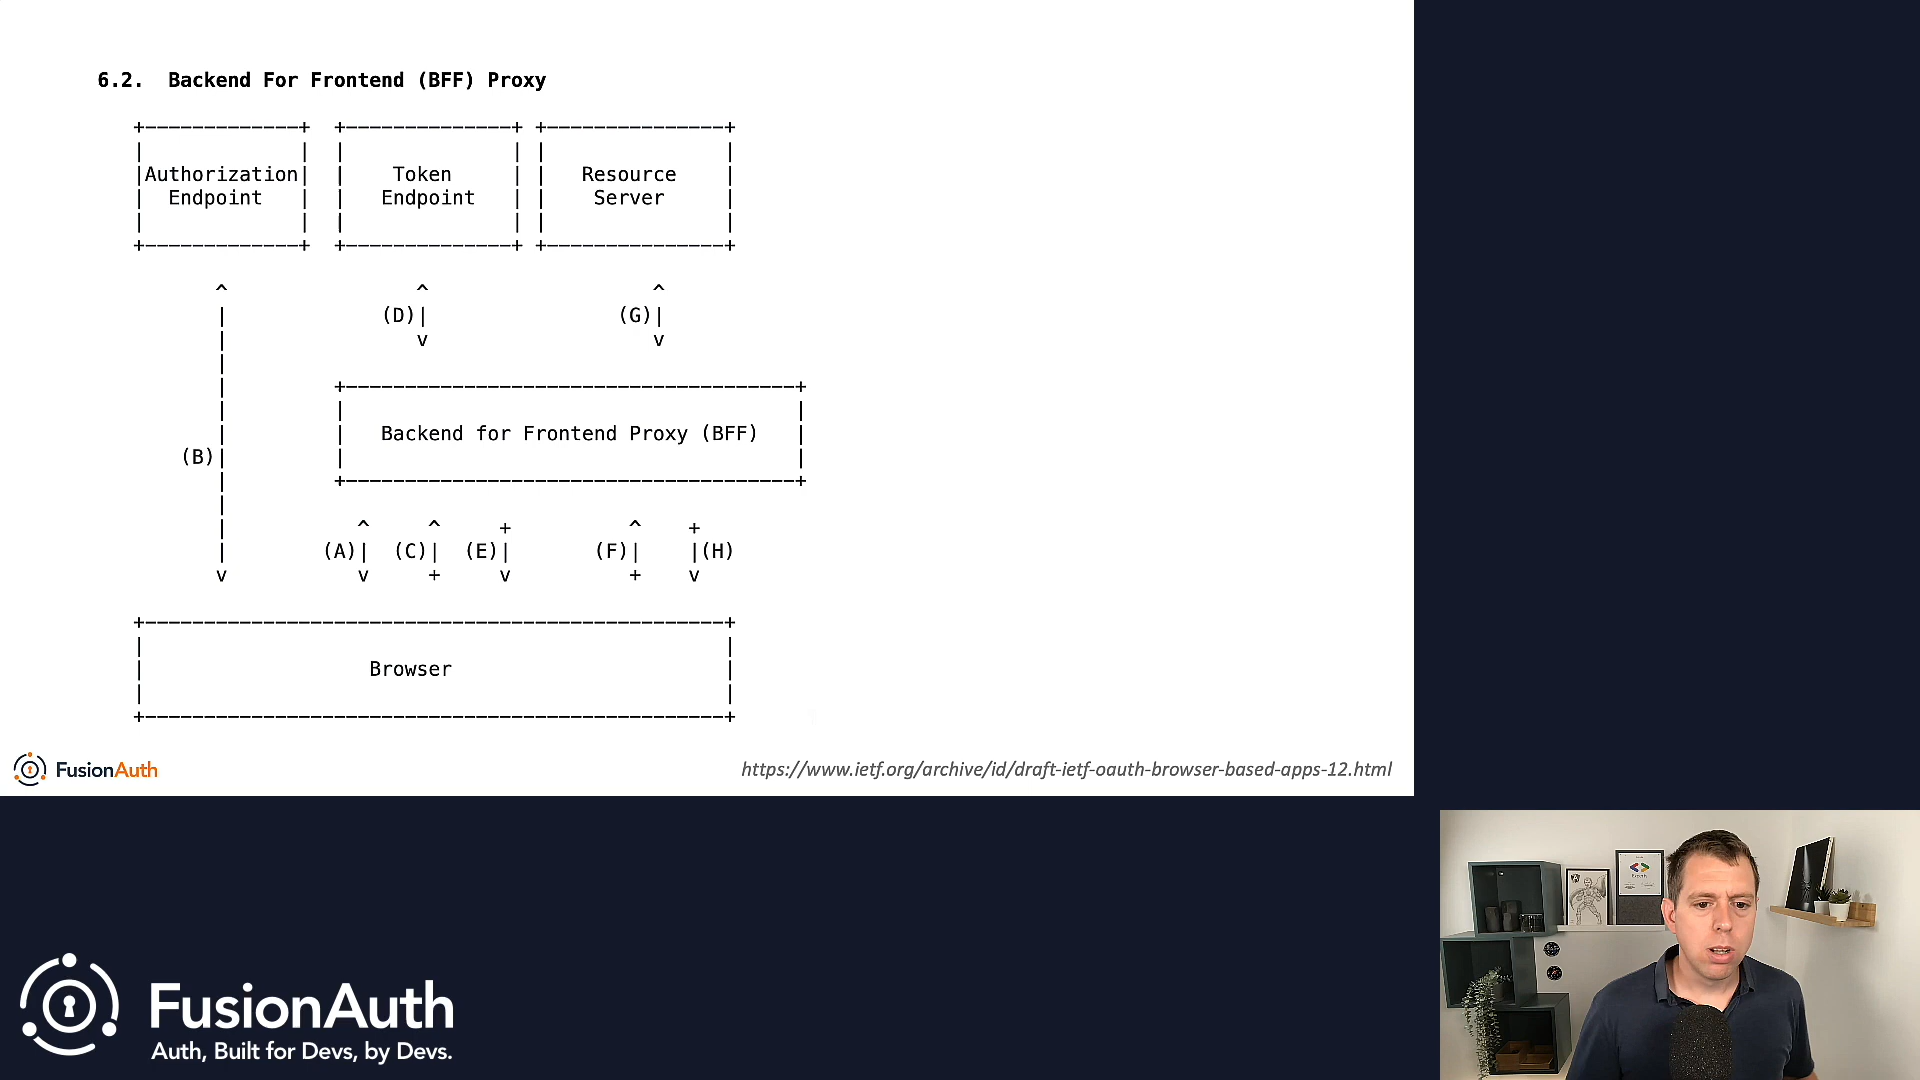 6.2. Backend For Frontend (BFF) Proxy
Authorization Endpoint
Token Endpoint
Resource Server
(D)
(G)
Backend for Frontend Proxy (BFF)
(B)
(A) (C) (E) (F) (H)
Browser
FusionAuth
https://www.ietf.org/archive/id/draft-ietf-oauth-browser-based-apps-12.html
FusionAuth
Auth, Built for Devs, by Devs.